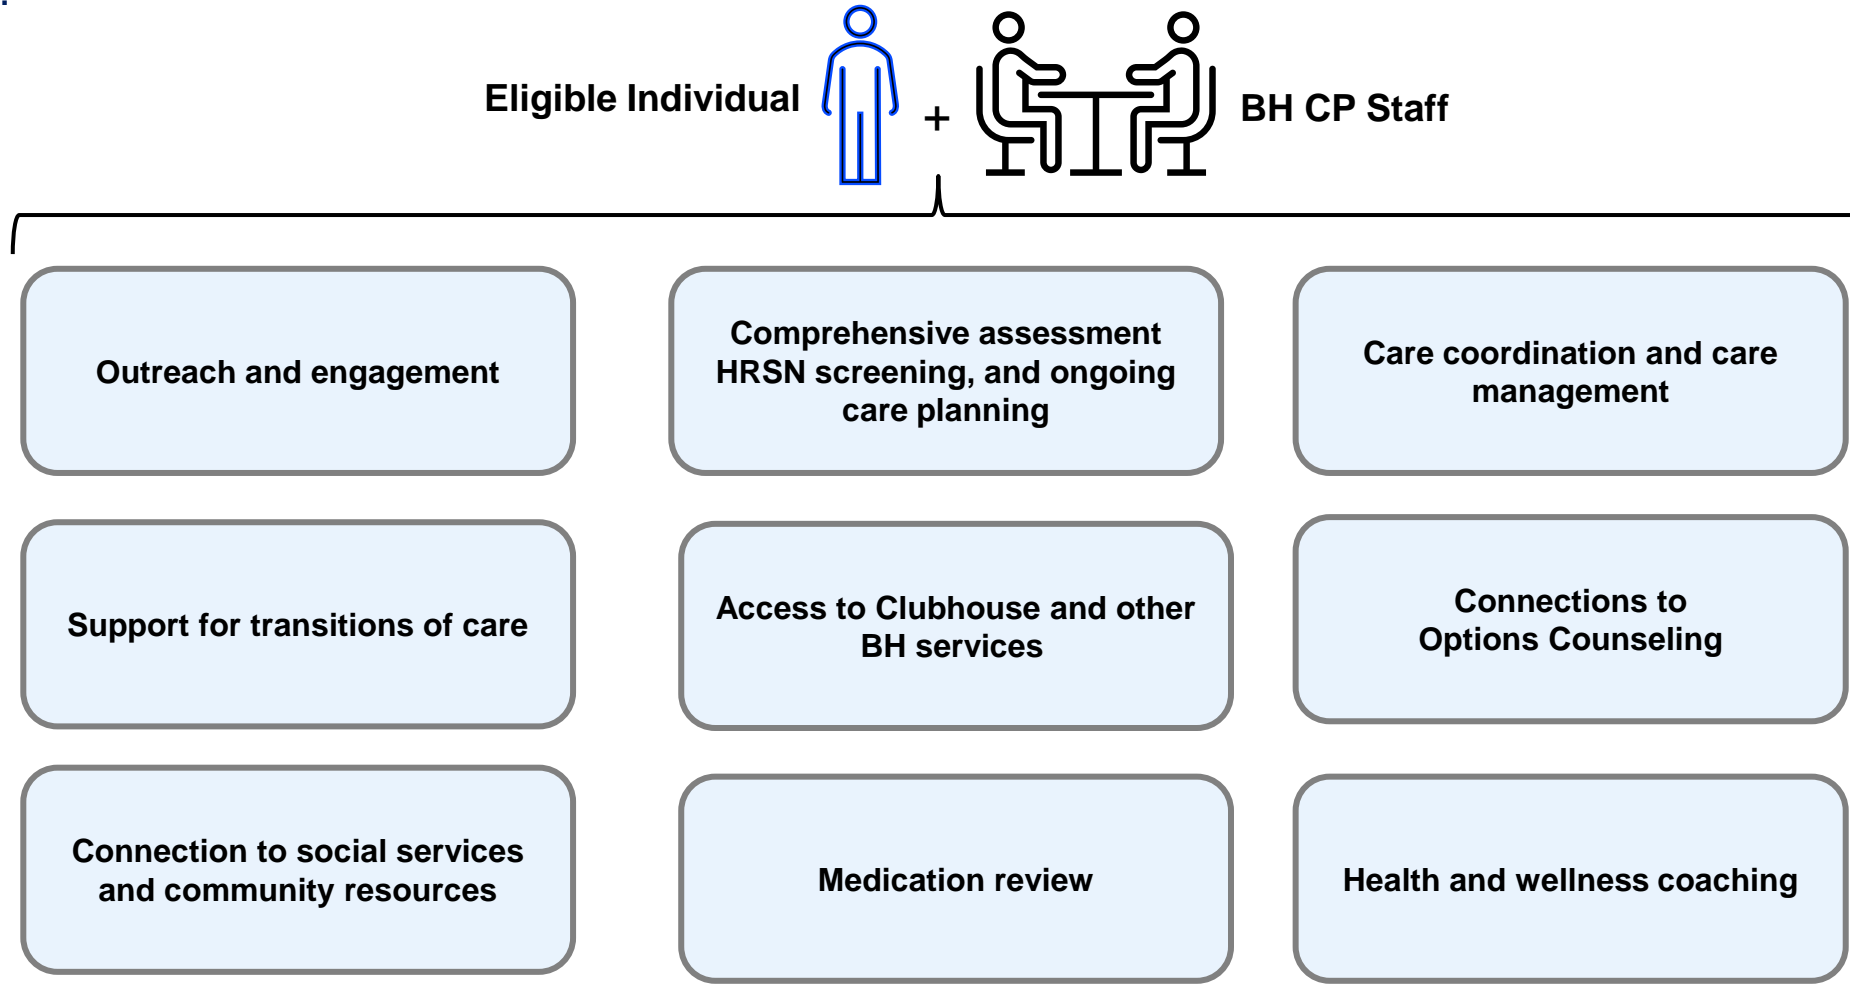 Eligible Individual
+
BH CP Staff
Outreach and engagement
Comprehensive assessment
HRSN screening, and ongoing
care planning
Care coordination and care
management
Support for transitions of care
Access to Clubhouse and other
BH services
Connections to
Options Counseling
Connection to social services
and community resources
Medication review
Health and wellness coaching